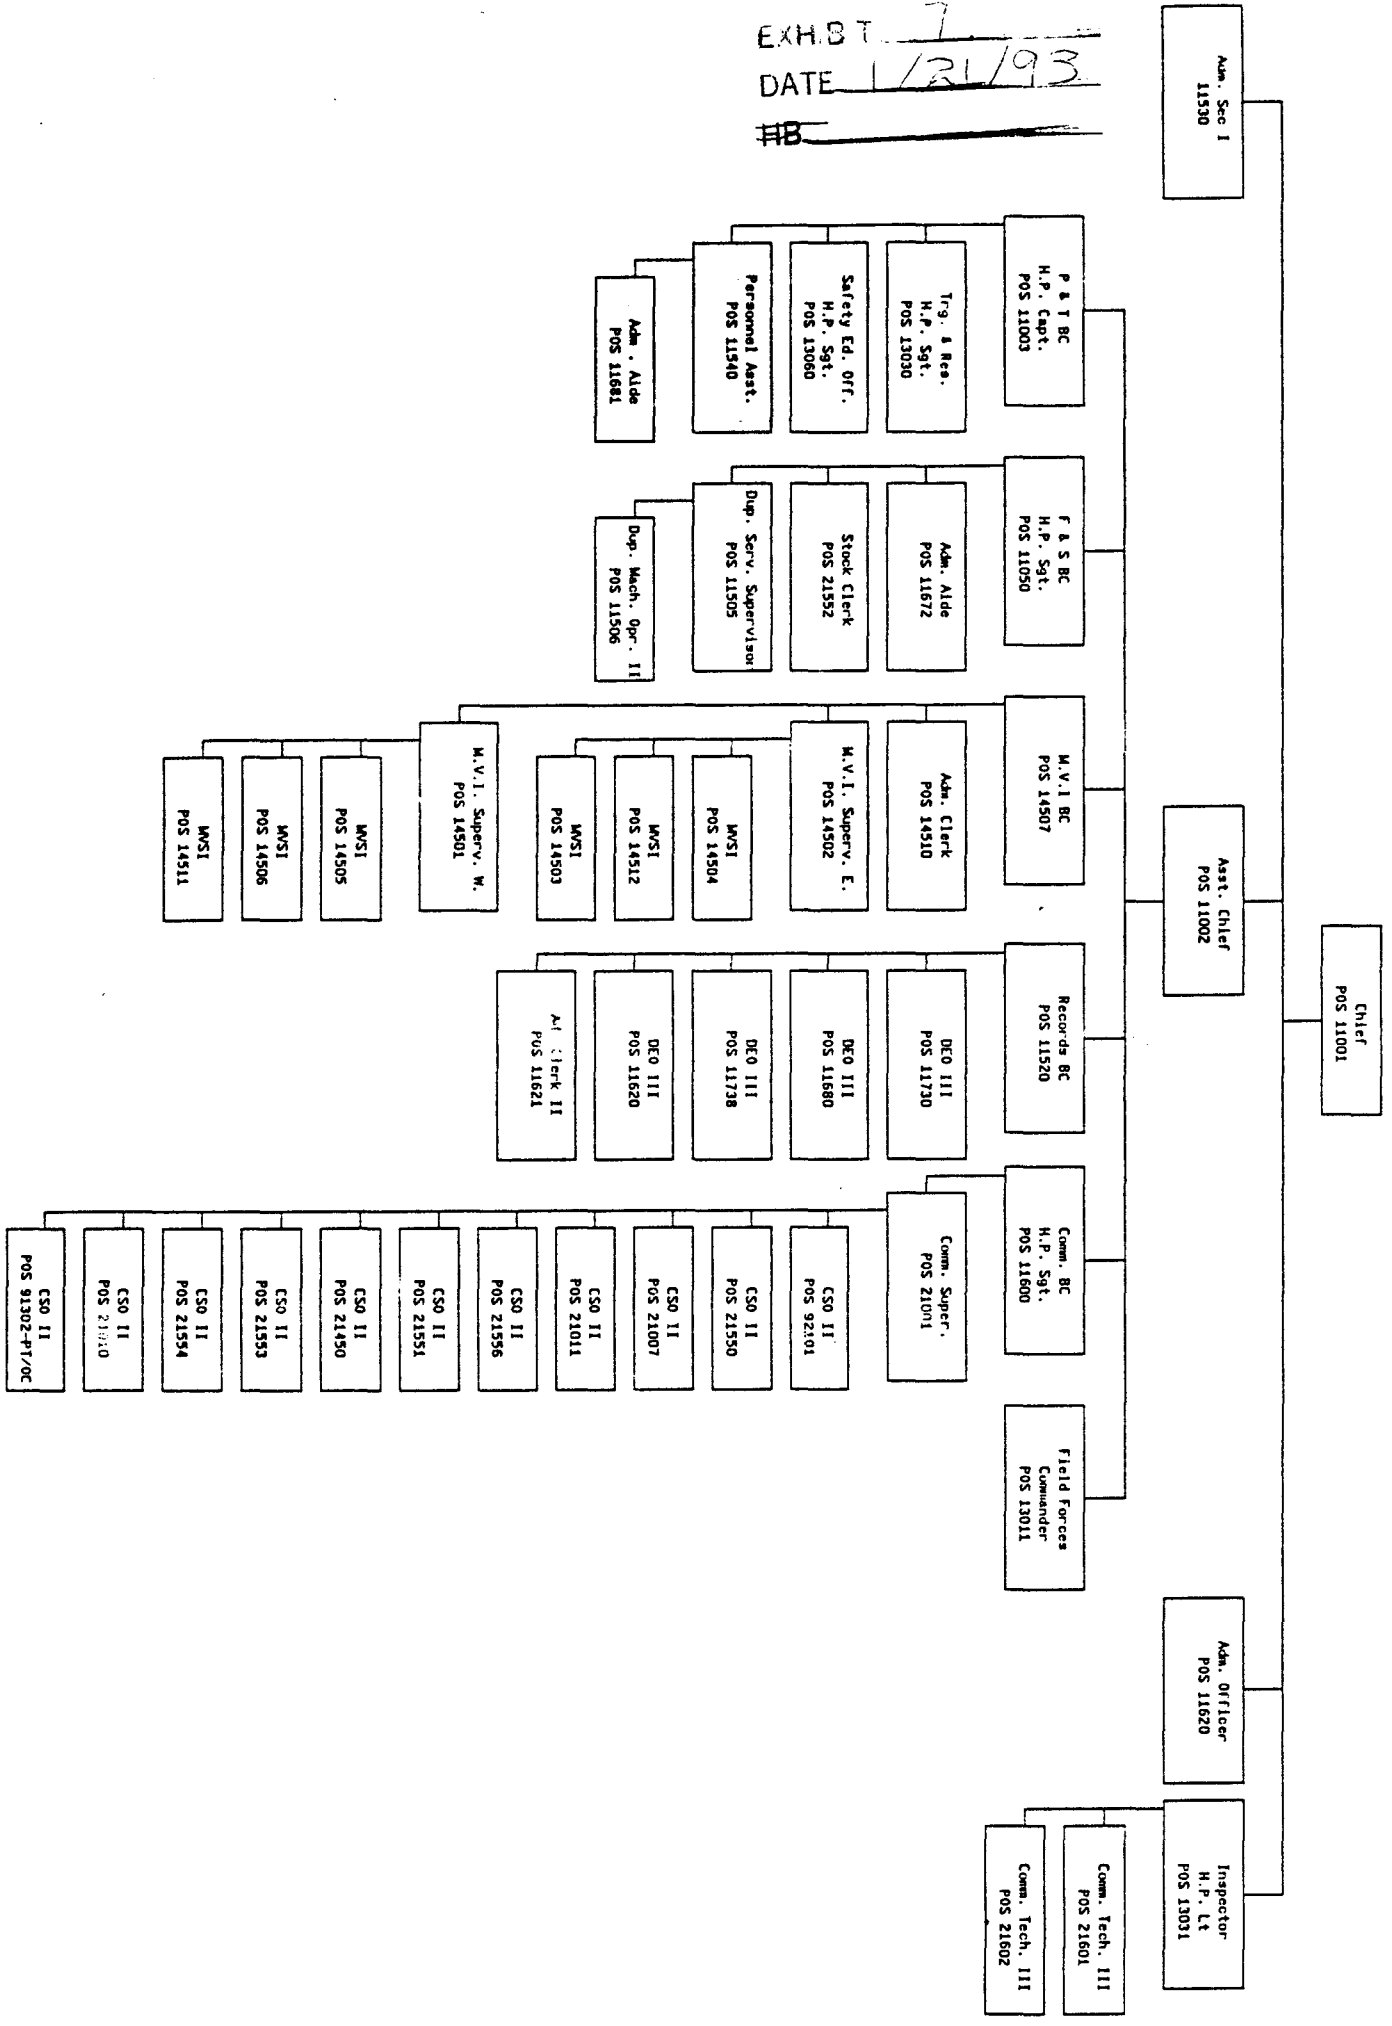 EXH.B T 7
DATE 1/21/93
HB
Chief
POS 11001
Adm. Sec I
11530
Asst. Chief
POS 11002
Adm. Officer
POS 11620
Inspector
H.P. Lt
POS 13031
Comm. Tech. III
POS 21601
Comm. Tech. III
POS 21602
P & T BC
H.P. Capt.
POS 11003
Trg. & Res.
H.P. Sgt.
POS 13030
Safety Ed. Off.
H.P. Sgt.
POS 13060
Personnel Asst.
POS 11540
Adm . Aide
POS 11681
F & S BC
H.P. Sgt.
POS 11050
Adm. Aide
POS 11672
Stock Clerk
POS 21552
Dup. Serv. Supervisor
POS 11505
Dup. Mach. Opr. II
POS 11506
M.V.I BC
POS 14507
Adm. Clerk
POS 14510
M.V.I. Superv. E.
POS 14502
MVSI
POS 14504
MVSI
POS 14512
MVSI
POS 14503
M.V.I. Superv. W.
POS 14501
MVSI
POS 14505
MVSI
POS 14506
MVSI
POS 14511
Records BC
POS 11520
DEO III
POS 11730
DEO III
POS 11680
DEO III
POS 11738
DEO III
POS 11620
Clerk II
POS 11621
Comm. BC
H.P. Sgt.
POS 11600
Comm. Super.
POS 21001
CSO II
POS
CSO II
POS 21550
CSO II
POS 21007
CSO II
POS 21011
CSO II
POS 21556
CSO II
POS 21551
CSO II
POS 21450
CSO II
POS 21553
CSO II
POS 21554
CSO II
POS
CSO II
POS 91302-PT/OC
Field Forces
Commander
POS 13011